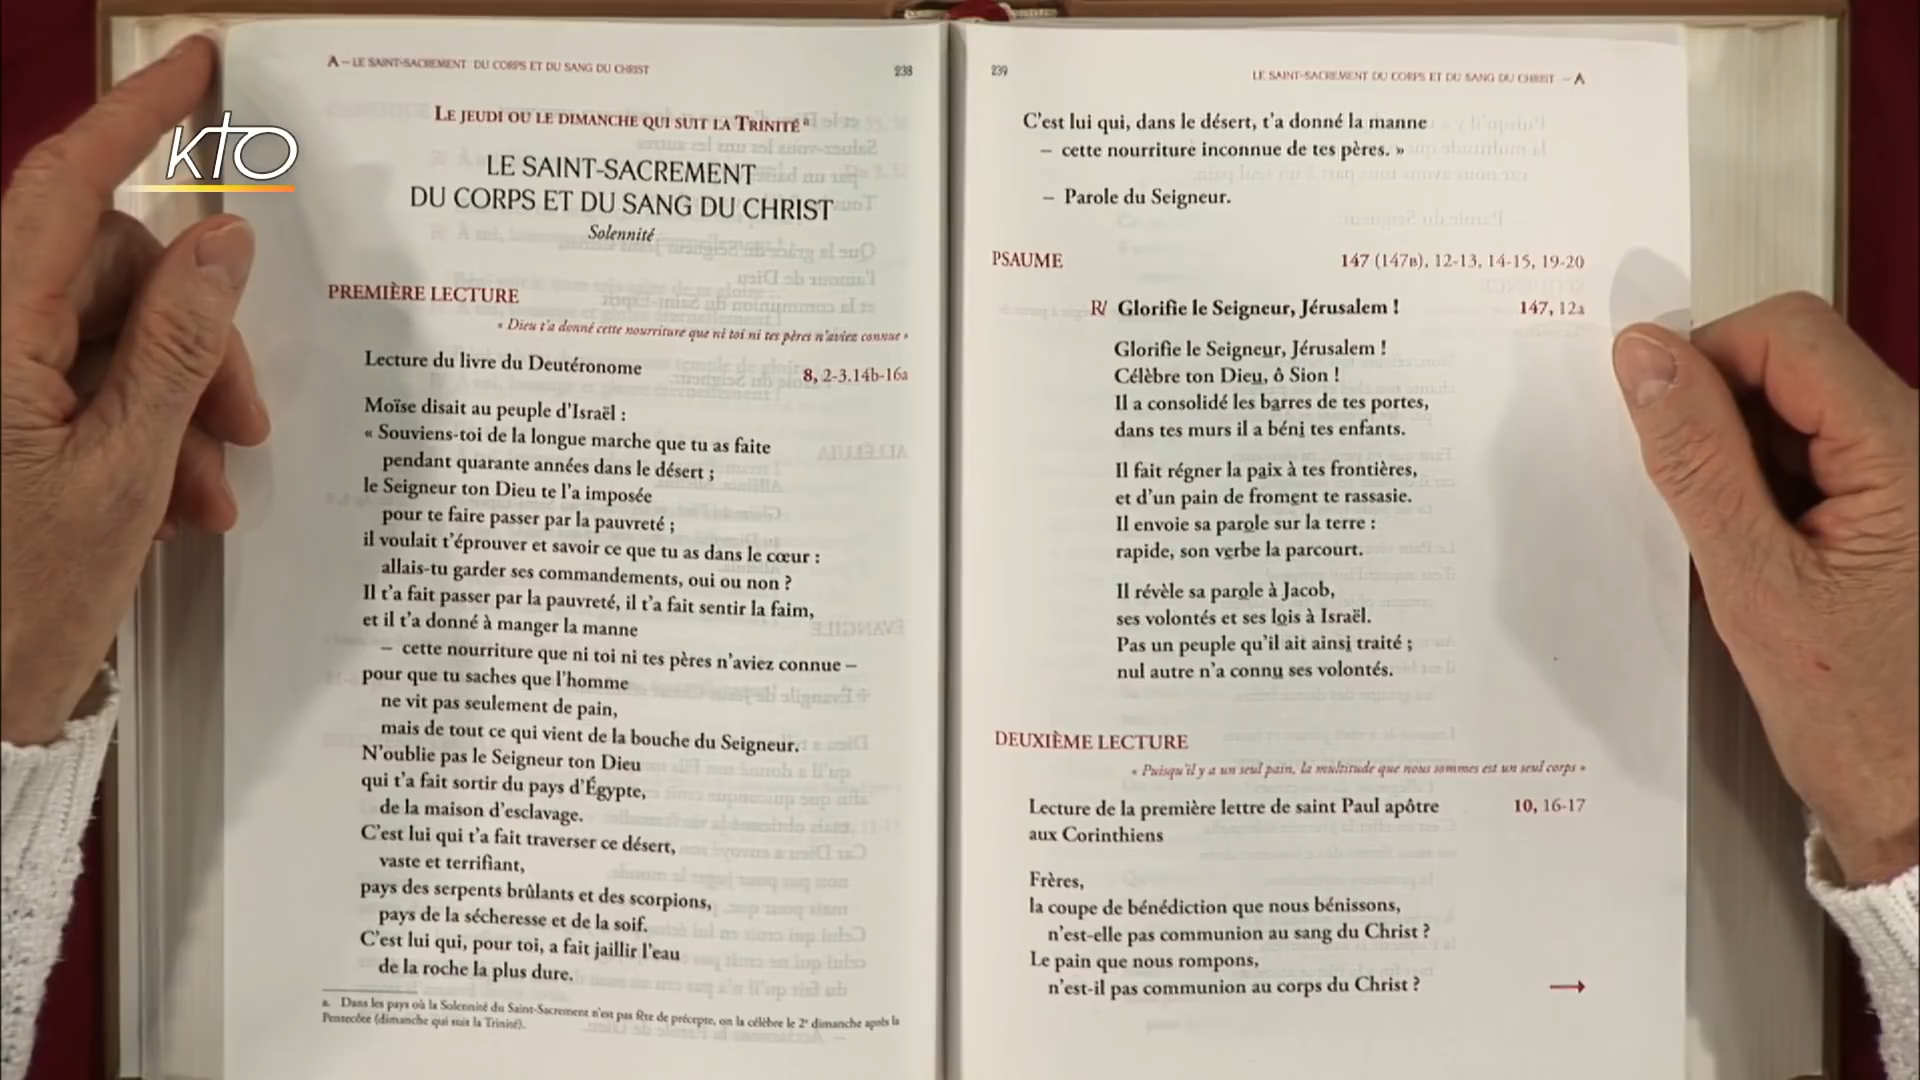 KTO
A – LE SAINT-SACREMENT DU CORPS ET DU SANG DU CHRIST
238
LE JEUDI OU LE DIMANCHE QUI SUIT LA TRINITÉ a
LE SAINT-SACREMENT
DU CORPS ET DU SANG DU CHRIST
Solennité
PREMIÈRE LECTURE
« Dieu t'a donné cette nourriture que ni toi ni tes pères n'aviez connue »
Lecture du livre du Deutéronome 8, 2-3.14b-16a
Moïse disait au peuple d'Israël :
« Souviens-toi de la longue marche que tu as faite
pendant quarante années dans le désert ;
le Seigneur ton Dieu te l'a imposée
pour te faire passer par la pauvreté ;
il voulait t'éprouver et savoir ce que tu as dans le cœur :
allais-tu garder ses commandements, oui ou non ?
Il t'a fait passer par la pauvreté, il t'a fait sentir la faim,
et il t'a donné à manger la manne
– cette nourriture que ni toi ni tes pères n'aviez connue –
pour que tu saches que l'homme
ne vit pas seulement de pain,
mais de tout ce qui vient de la bouche du Seigneur.
N'oublie pas le Seigneur ton Dieu
qui t'a fait sortir du pays d'Égypte,
de la maison d'esclavage.
C'est lui qui t'a fait traverser ce désert,
vaste et terrifiant,
pays des serpents brûlants et des scorpions,
pays de la sécheresse et de la soif.
C'est lui qui, pour toi, a fait jaillir l'eau
de la roche la plus dure.
a. Dans les pays où la Solennité du Saint-Sacrement n'est pas fête de précepte, on la célèbre le 2e dimanche après la
Pentecôte (dimanche qui suit la Trinité).
239
LE SAINT-SACREMENT DU CORPS ET DU SANG DU CHRIST – A
C'est lui qui, dans le désert, t'a donné la manne
– cette nourriture inconnue de tes pères. »
– Parole du Seigneur.
PSAUME 147 (147B), 12-13, 14-15, 19-20
R/ Glorifie le Seigneur, Jérusalem ! 147, 12a
Glorifie le Seigneur, Jérusalem !
Célèbre ton Dieu, ô Sion !
Il a consolidé les barres de tes portes,
dans tes murs il a béni tes enfants.
Il fait régner la paix à tes frontières,
et d'un pain de froment te rassasie.
Il envoie sa parole sur la terre :
rapide, son verbe la parcourt.
Il révèle sa parole à Jacob,
ses volontés et ses lois à Israël.
Pas un peuple qu'il ait ainsi traité ;
nul autre n'a connu ses volontés.
DEUXIÈME LECTURE
« Puisqu'il y a un seul pain, la multitude que nous sommes est un seul corps »
Lecture de la première lettre de saint Paul apôtre 10, 16-17
aux Corinthiens
Frères,
la coupe de bénédiction que nous bénissons,
n'est-elle pas communion au sang du Christ ?
Le pain que nous rompons,
n'est-il pas communion au corps du Christ ?
→